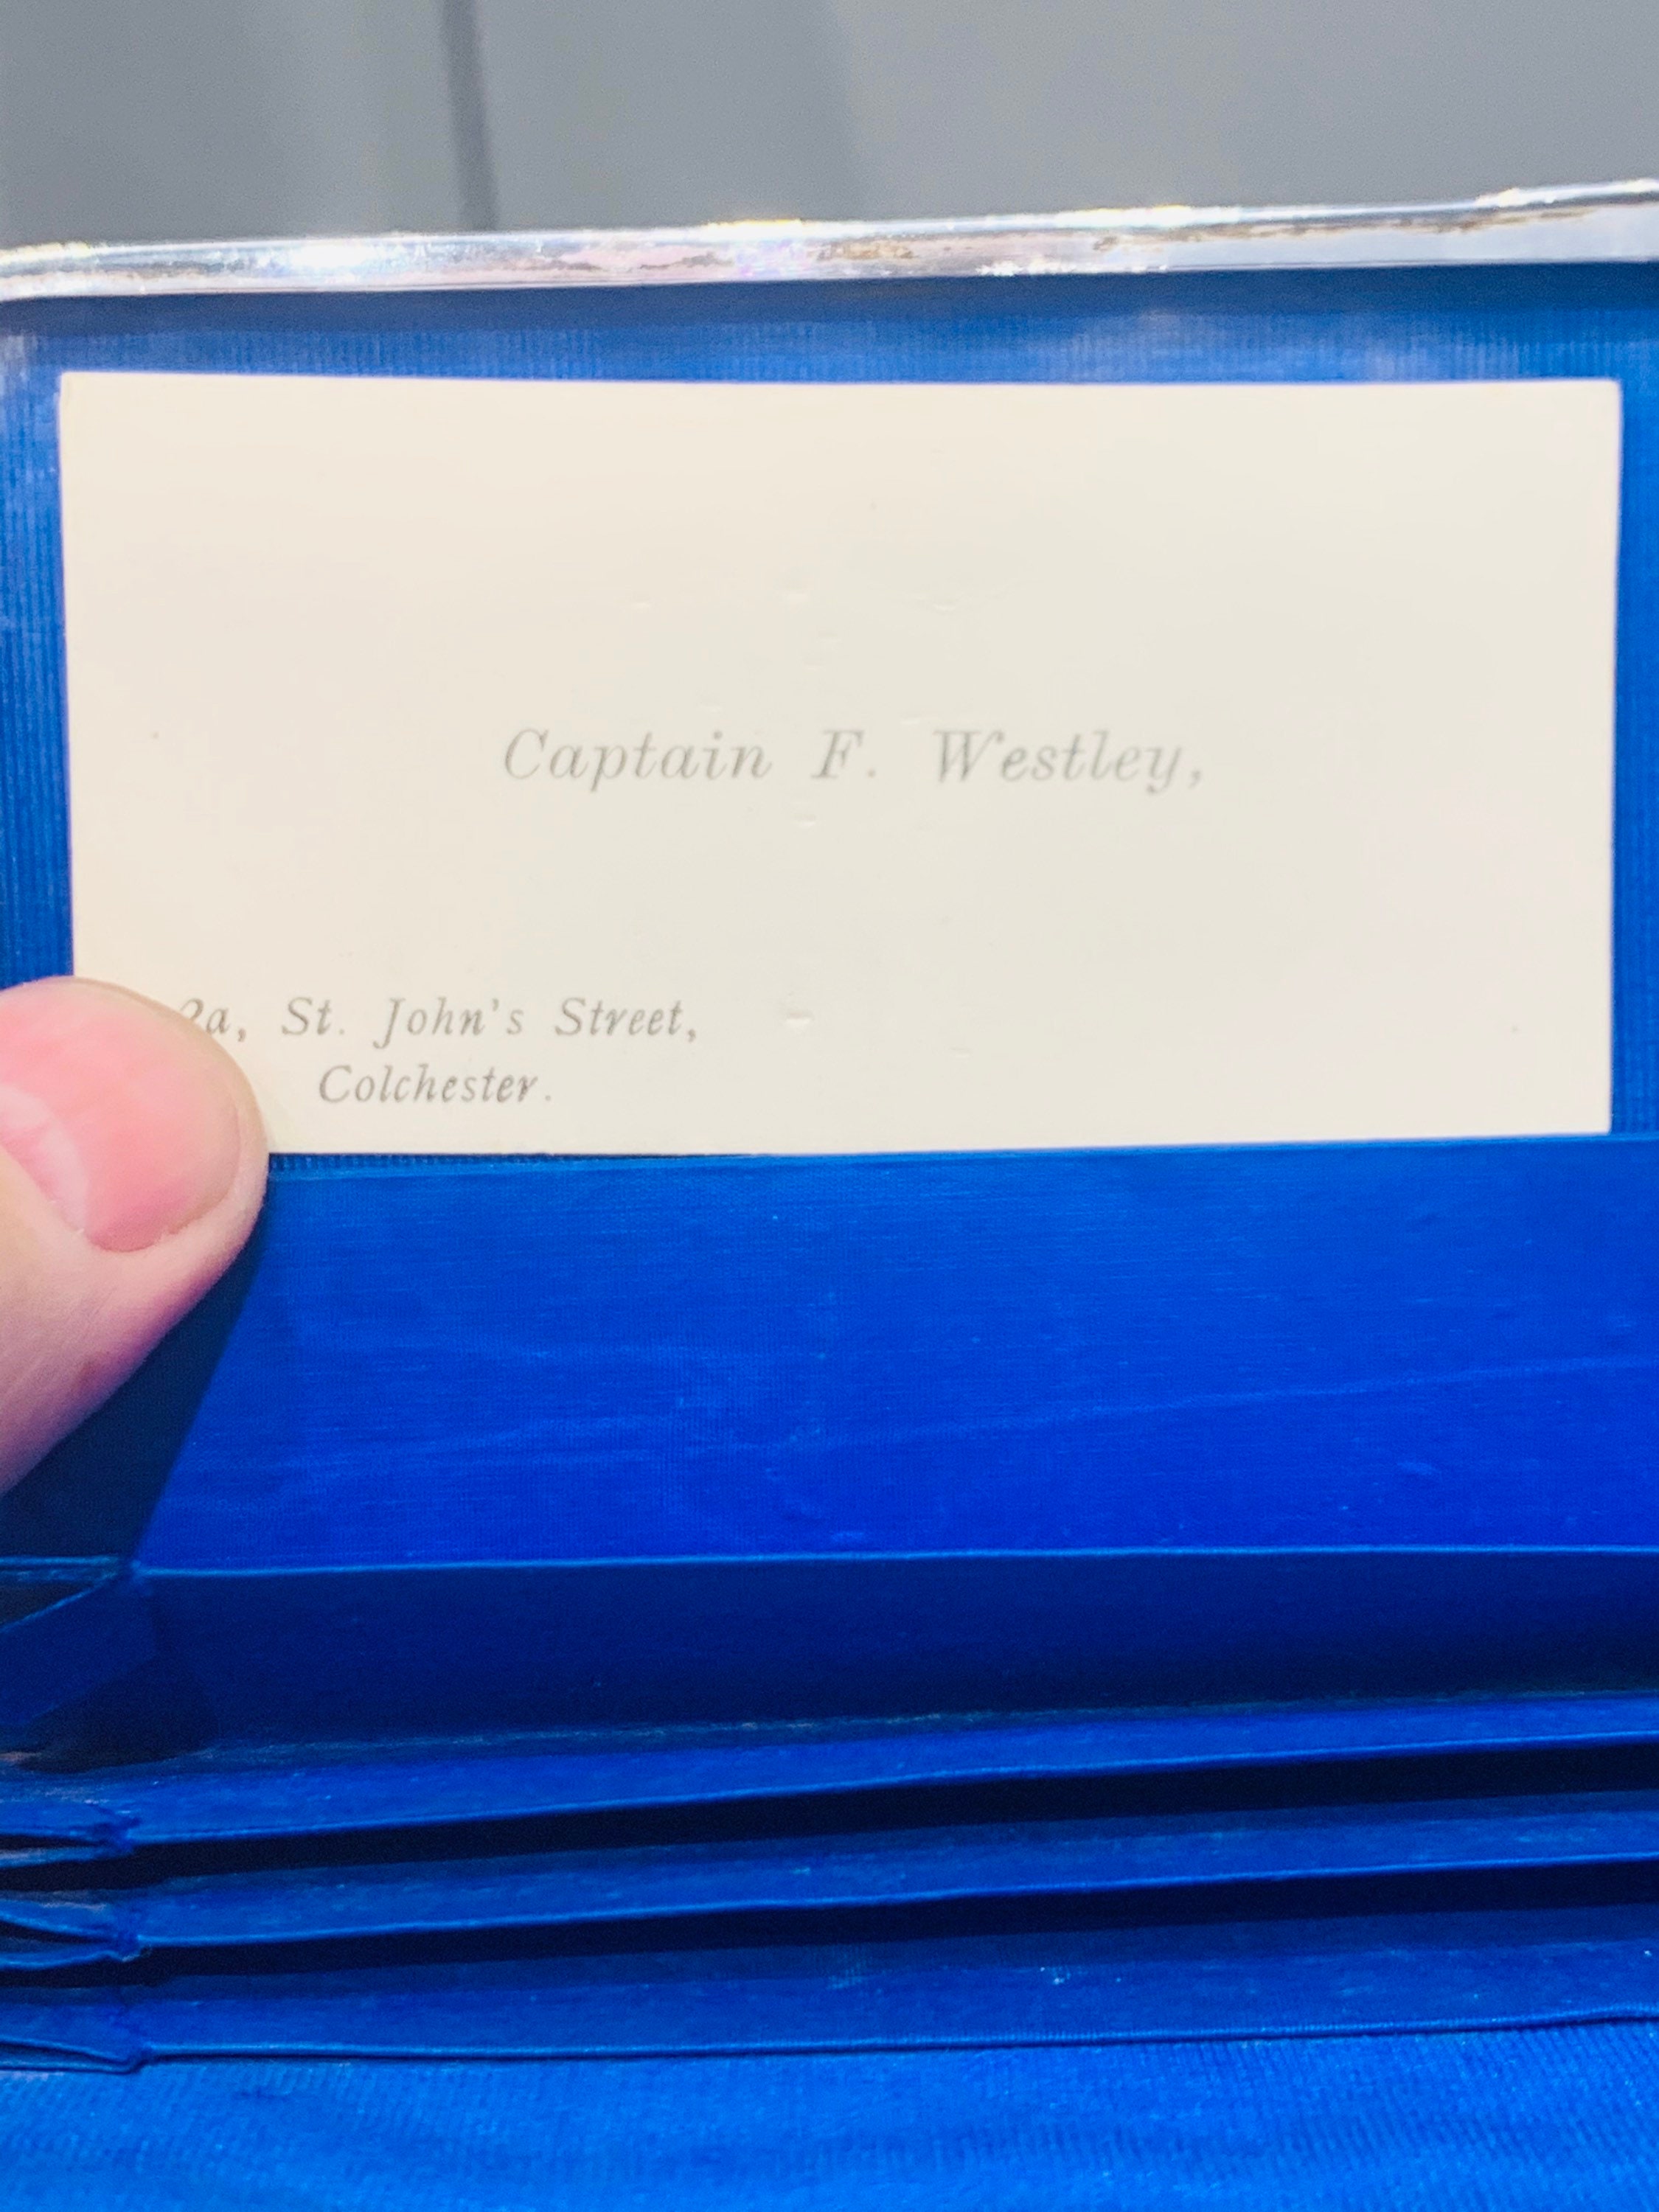 Captain F. Westley,
St. John's Street,
Colchester.